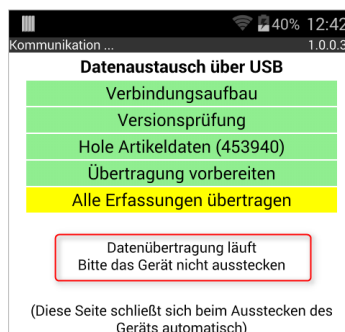 40% 12:42
Kommunikation ... 1.0.0.3
Datenaustausch über USB
Verbindungsaufbau
Versionsprüfung
Hole Artikeldaten (453940)
Übertragung vorbereiten
Alle Erfassungen übertragen
Datenübertragung läuft
Bitte das Gerät nicht ausstecken
(Diese Seite schließt sich beim Ausstecken des
Geräts automatisch)